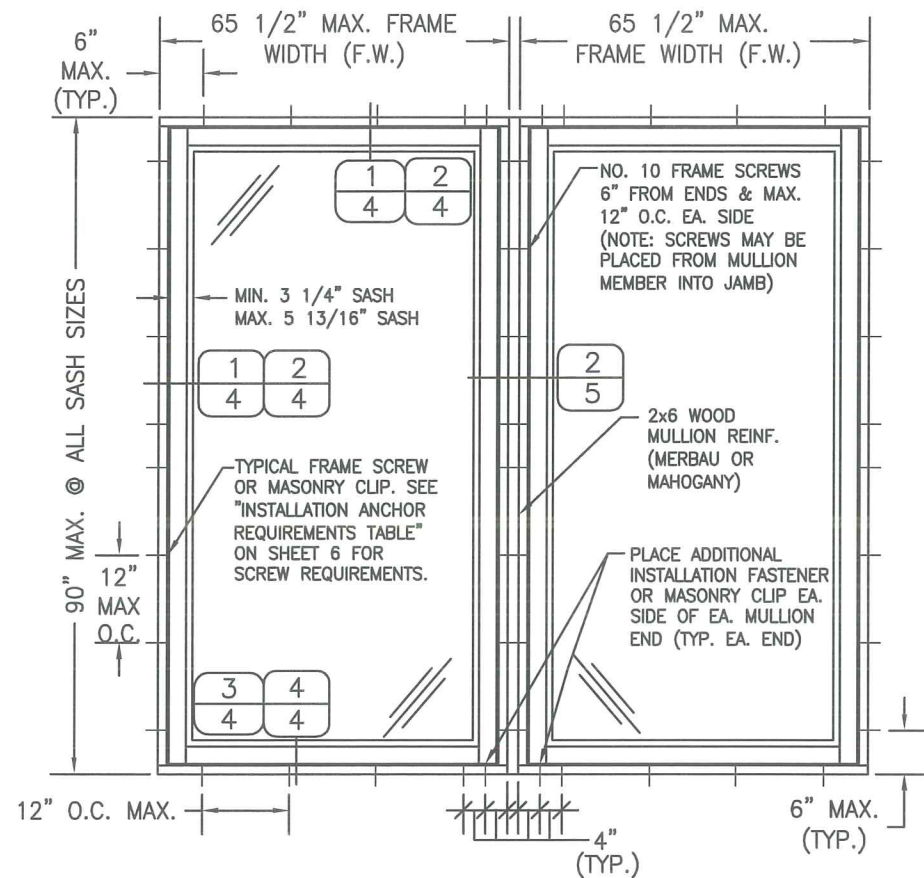 65 1/2" MAX. FRAME
WIDTH (F.W.)
65 1/2" MAX.
FRAME WIDTH (F.W.)
6"
MAX.
(TYP.)
1
4
2
4
NO. 10 FRAME SCREWS
6" FROM ENDS & MAX.
12" O.C. EA. SIDE
(NOTE: SCREWS MAY BE
PLACED FROM MULLION
MEMBER INTO JAMB)
MIN. 3 1/4" SASH
MAX. 5 13/16" SASH
90" MAX. @ ALL SASH SIZES
1
4
2
4
2
5
2x6 WOOD
MULLION REINF.
(MERBAU OR
MAHOGANY)
TYPICAL FRAME SCREW
OR MASONRY CLIP. SEE
"INSTALLATION ANCHOR
REQUIREMENTS TABLE"
ON SHEET 6 FOR
SCREW REQUIREMENTS.
12"
MAX
O.C.
PLACE ADDITIONAL
INSTALLATION FASTENER
OR MASONRY CLIP EA.
SIDE OF EA. MULLION
END (TYP. EA. END)
3
4
4
4
12" O.C. MAX.
4"
(TYP.)
6" MAX.
(TYP.)